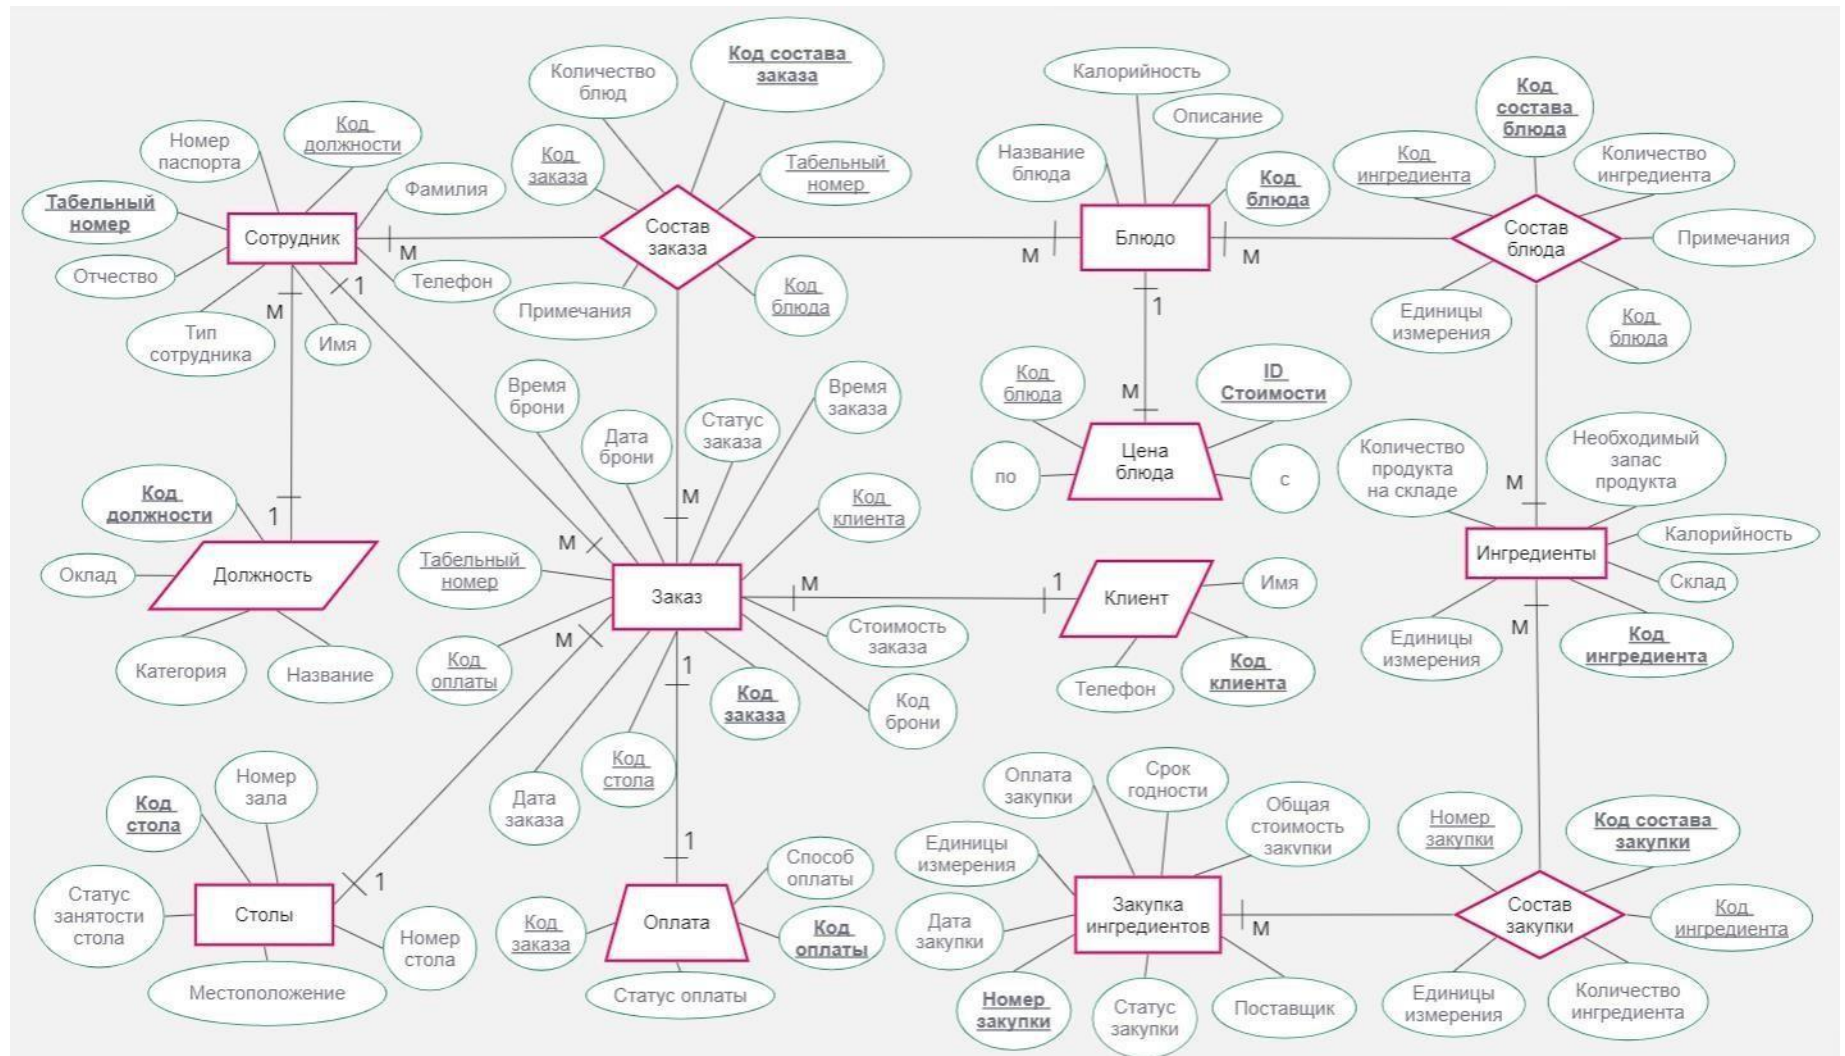 Количество
блюд
Код состава
заказа
Калорийность
Описание
Код
состава
блюда
Номер
паспорта
Код
должности
Код
заказа
Табельный
номер
Название
блюда
Код
блюда
Код
ингредиента
Количество
ингредиента
Фамилия
Табельный
номер
Сотрудник
М
Состав
заказа
М
Блюдо
М
Состав
блюда
Примечания
Отчество
Телефон
Примечания
Код
блюда
Единицы
измерения
Код
блюда
М
1
1
Тип
сотрудника
Имя
Время
брони
Дата
брони
Статус
заказа
Время
заказа
Код
блюда
ID
Стоимости
М
Цена
блюда
по
с
Количество
продукта
на складе
Необходимый
запас
продукта
М
Код
должности
1
М
Код
клиента
М
Оклад
Должность
Табельный
номер
Заказ
М
1
Клиент
Имя
Ингредиенты
Калорийность
Склад
Стоимость
заказа
Единицы
измерения
М
Код
ингредиента
Категория
Название
Код
оплаты
М
1
Код
заказа
Код
брони
Телефон
Код
клиента
Код
стола
Номер
зала
Дата
заказа
Код
стола
Оплата
закупки
Срок
годности
Общая
стоимость
закупки
Номер
закупки
Код состава
закупки
1
1
Способ
оплаты
Единицы
измерения
Статус
занятости
стола
Столы
Номер
стола
Код
заказа
Оплата
Код
оплаты
Дата
закупки
Закупка
ингредиентов
М
Состав
закупки
Код
ингредиента
Местоположение
Статус оплаты
Номер
закупки
Статус
закупки
Поставщик
Единицы
измерения
Количество
ингредиента